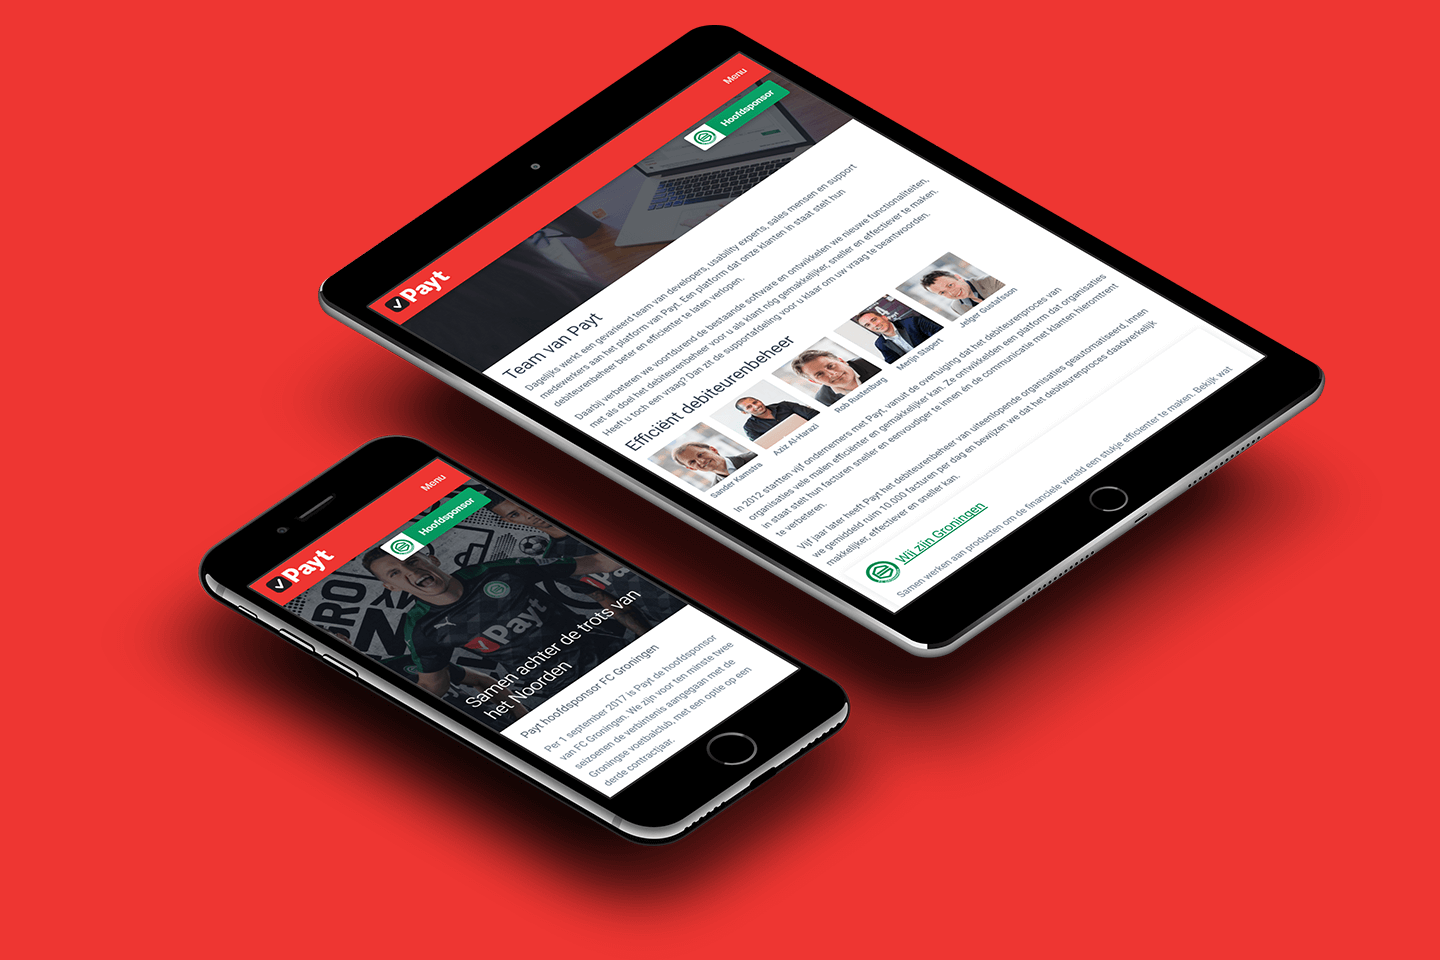 Menu
Hoofdsponsor
Payt
Team van Payt
Dagelijks werkt een gevarieerd team van developers, usability experts, sales mensen en support
medewerkers aan het platform van Payt. Een platform dat onze klanten in staat stelt hun
debiteurenbeheer beter en efficienter te laten verlopen.
Daarbij verbeteren we voortdurend de bestaande software en ontwikkelen we nieuwe functionaliteiten,
met als doel het debiteurenbeheer voor u als klant nóg gemakkelijker, sneller en effectiever te maken.
Heeft u toch een vraag? Dan zit de supportafdeling voor u klaar om uw vraag te beantwoorden.
Efficiënt debiteurenbeheer
Sander Kamstra
Aziz Al-Harazi
Rob Rustenburg
Merijn Stapert
Jelger Gustafsson
In 2012 startten vijf ondernemers met Payt, vanuit de overtuiging dat het debiteurenproces van
organisaties vele malen efficiënter en gemakkelijker kan. Ze ontwikkelden een platform dat organisaties
in staat stelt hun facturen sneller en eenvoudiger te innen én de communicatie met klanten hieromtrent
te verbeteren.
Vijf jaar later heeft Payt het debiteurenbeheer van uiteenlopende organisaties geautomatiseerd, innen
we gemiddeld ruim 10.000 facturen per dag en bewijzen we dat het debiteurenproces daadwerkelijk
makkelijker, effectiever en sneller kan.
Wij zijn Groningen
Samen werken aan producten om de financiele wereld een stukje efficienter te maken. Bekijk wat
Menu
Hoofdsponsor
Payt
GRO
Payt
Samen achter de trots van
het Noorden
Payt hoofdsponsor FC Groningen
Per 1 september 2017 is Payt de hoofdsponsor
van FC Groningen. We zijn voor ten minste twee
seizoenen de verbintenis aangegaan met de
Groningse voetbalclub, met een optie op een
derde contractjaar.